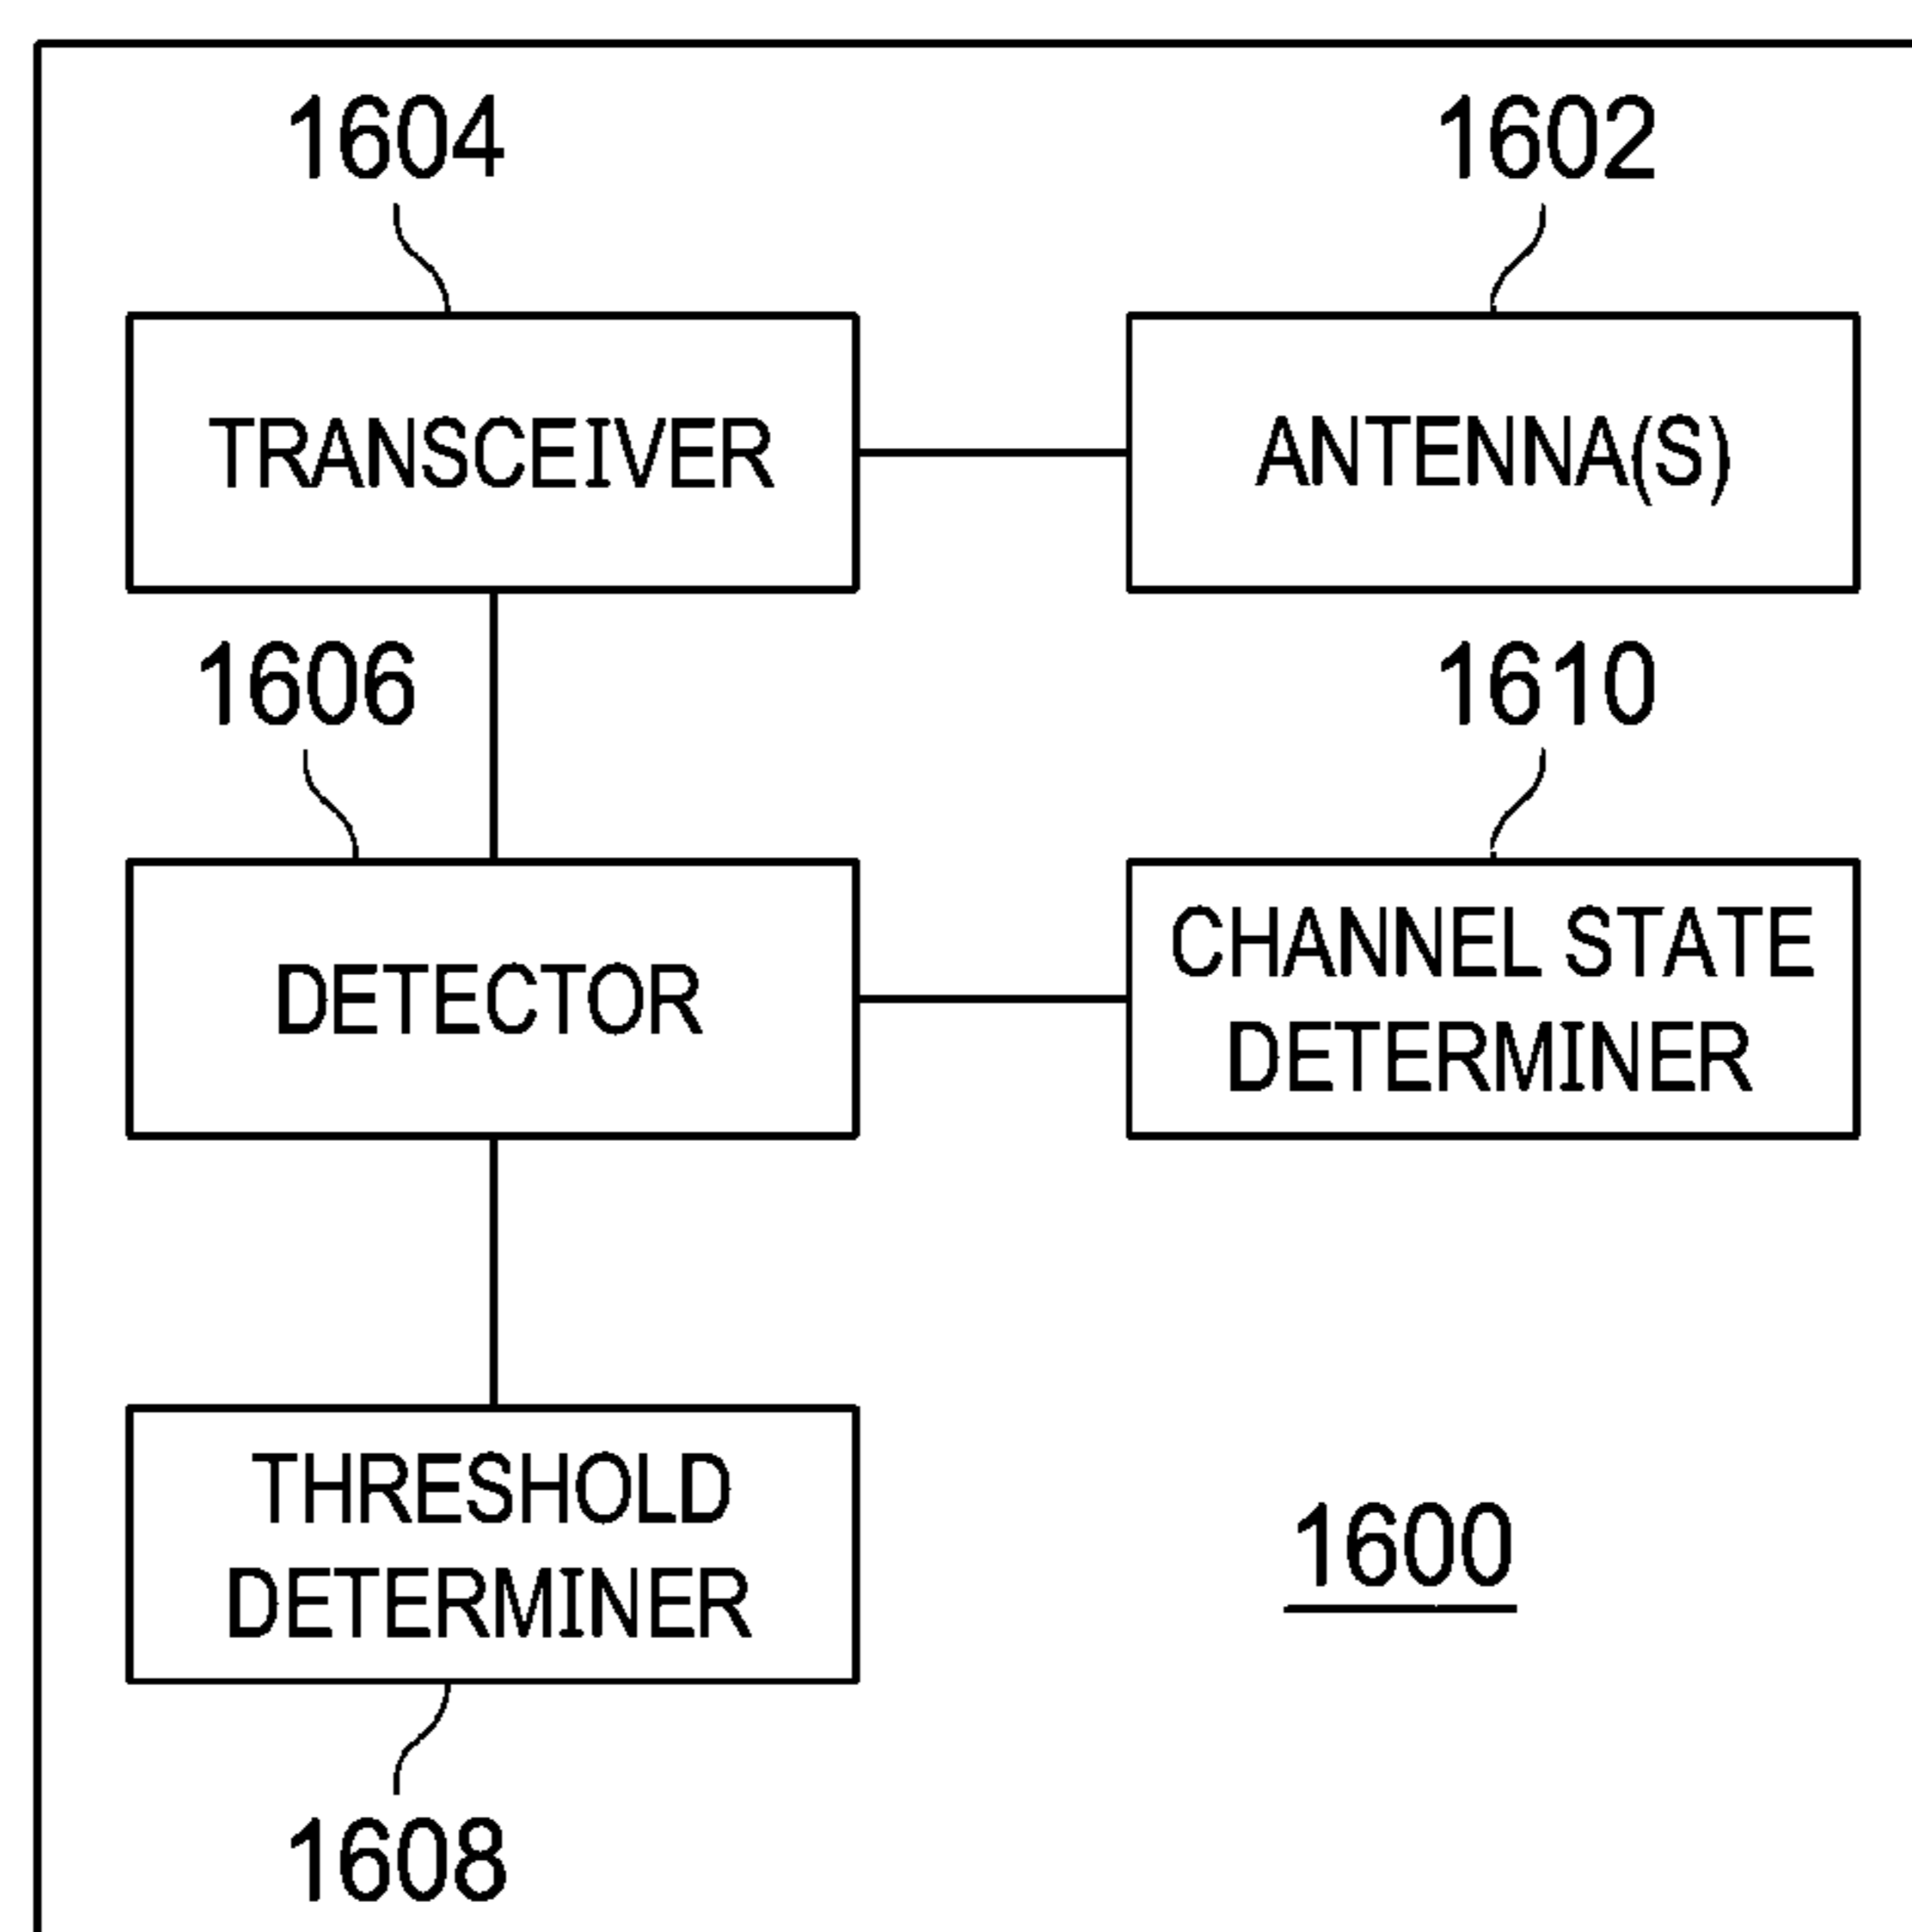 1604
1602
TRANSCEIVER
ANTENNA(S)
1606
1610
DETECTOR
CHANNEL STATE
DETERMINER
THRESHOLD
DETERMINER
1600
1608